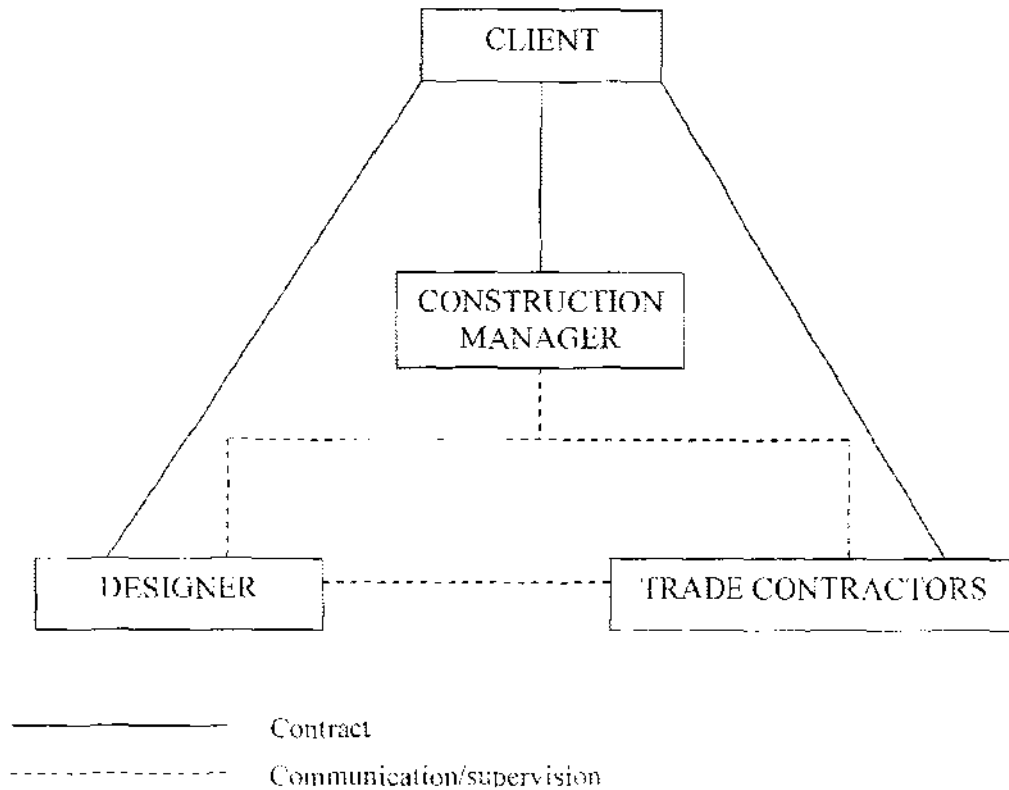 CLIENT
CONSTRUCTION
MANAGER
DESIGNER
TRADE CONTRACTORS
Contract
Communication/supervision